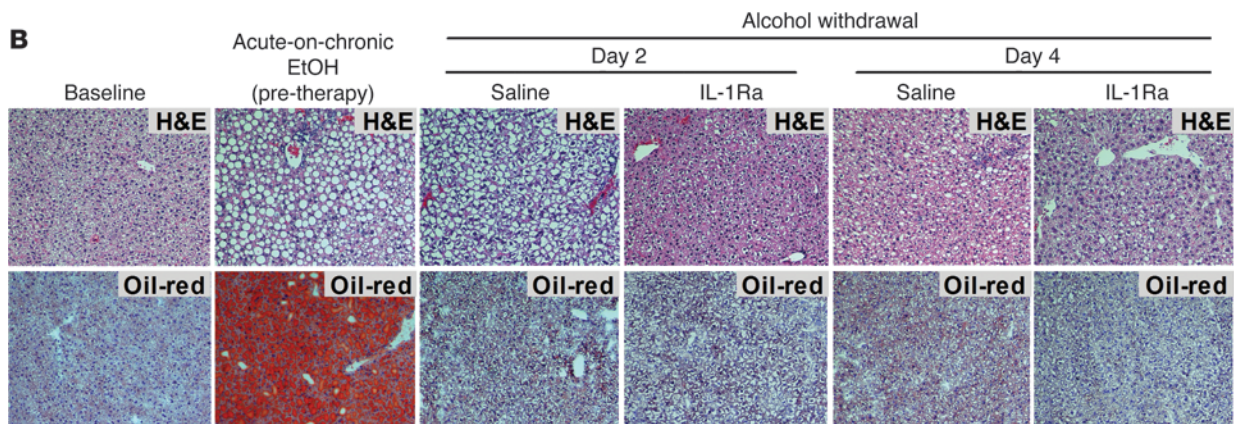 B
Alcohol withdrawal
Acute-on-chronic
EtOH
(pre-therapy)
Day 2
Day 4
Baseline
Saline
IL-1Ra
Saline
IL-1Ra
H&E
H&E
H&E
H&E
H&E
H&E
Oil-red
Oil-red
Oil-red
Oil-red
Oil-red
Oil-red